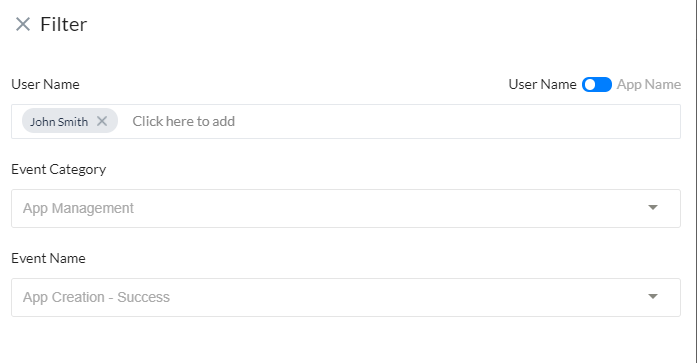 Filter
User Name
User Name App Name
John Smith Click here to add
Event Category
App Management
Event Name
App Creation - Success